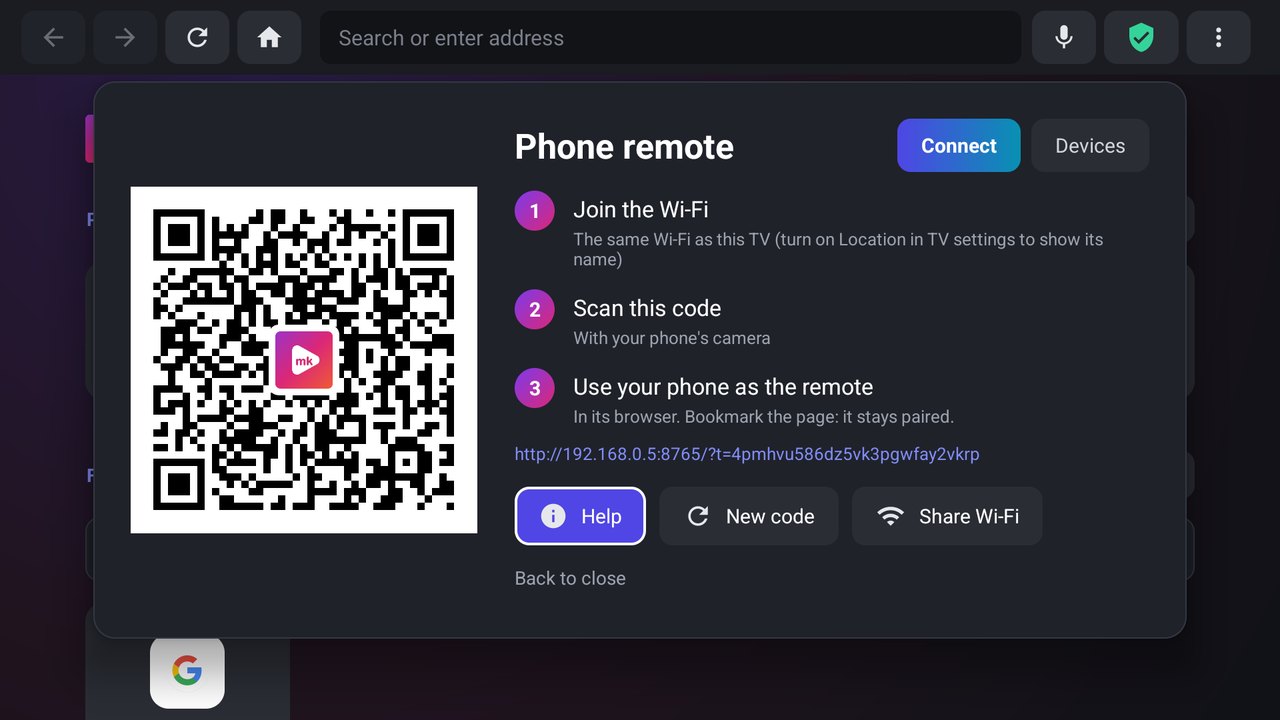 Search or enter address
Phone remote
Connect
Devices
1
Join the Wi-Fi
The same Wi-Fi as this TV (turn on Location in TV settings to show its
name)
2
Scan this code
With your phone's camera
3
Use your phone as the remote
In its browser. Bookmark the page: it stays paired.
http://192.168.0.5:8765/?t=4pmhvu586dz5vk3pgwfay2vkrp
Help
New code
Share Wi-Fi
Back to close
mk